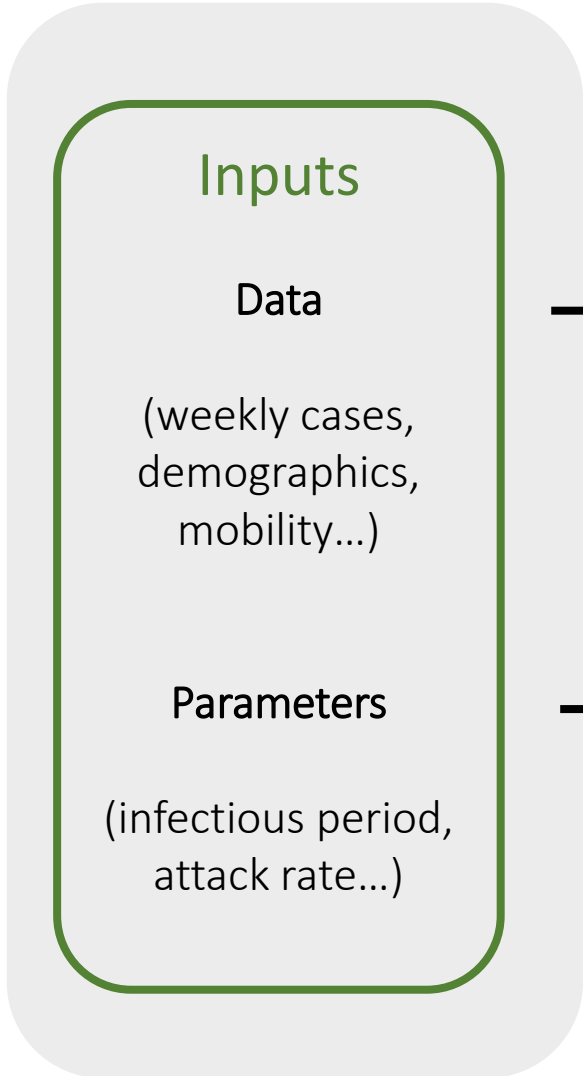 Inputs
Data
(weekly cases,
demographics,
mobility…)
Parameters
(infectious period,
attack rate…)